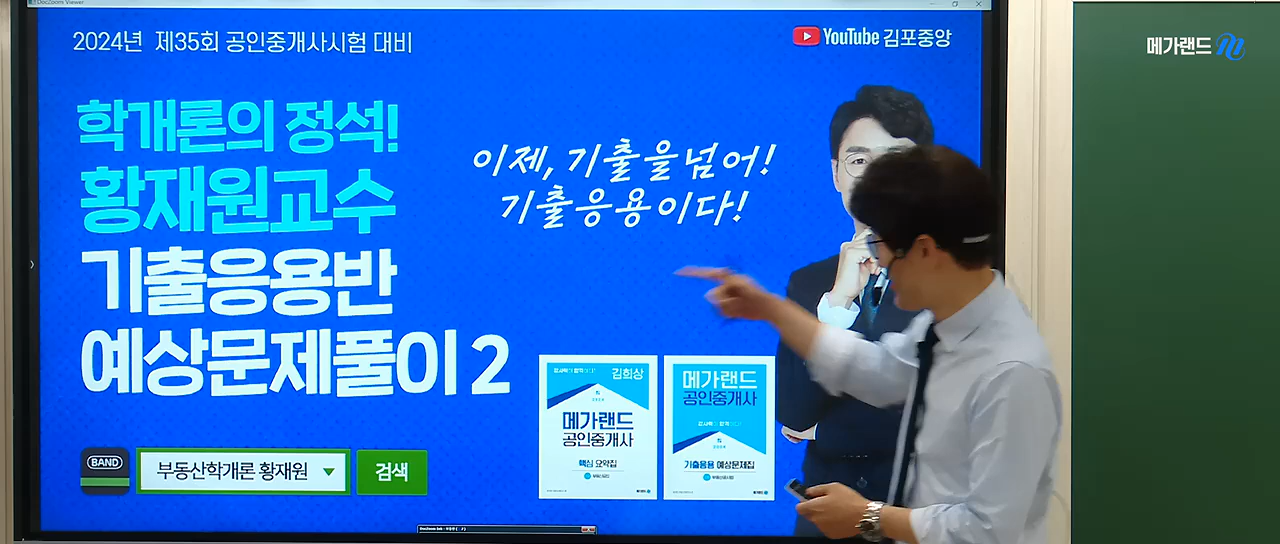 DocZoom Viewer
2024년 제35회 공인중개사시험 대비
YouTube 김포중앙
메가랜드
학개론의 정석!
황재원교수
기출응용반
예상문제풀이 2
이제, 기출을넘어!
기출응용이다!
BAND
부동산학개론 황재원
검색
김희상
메가랜드
공인중개사
핵심 요약집
메가랜드
공인중개사
기출응용 예상문제집